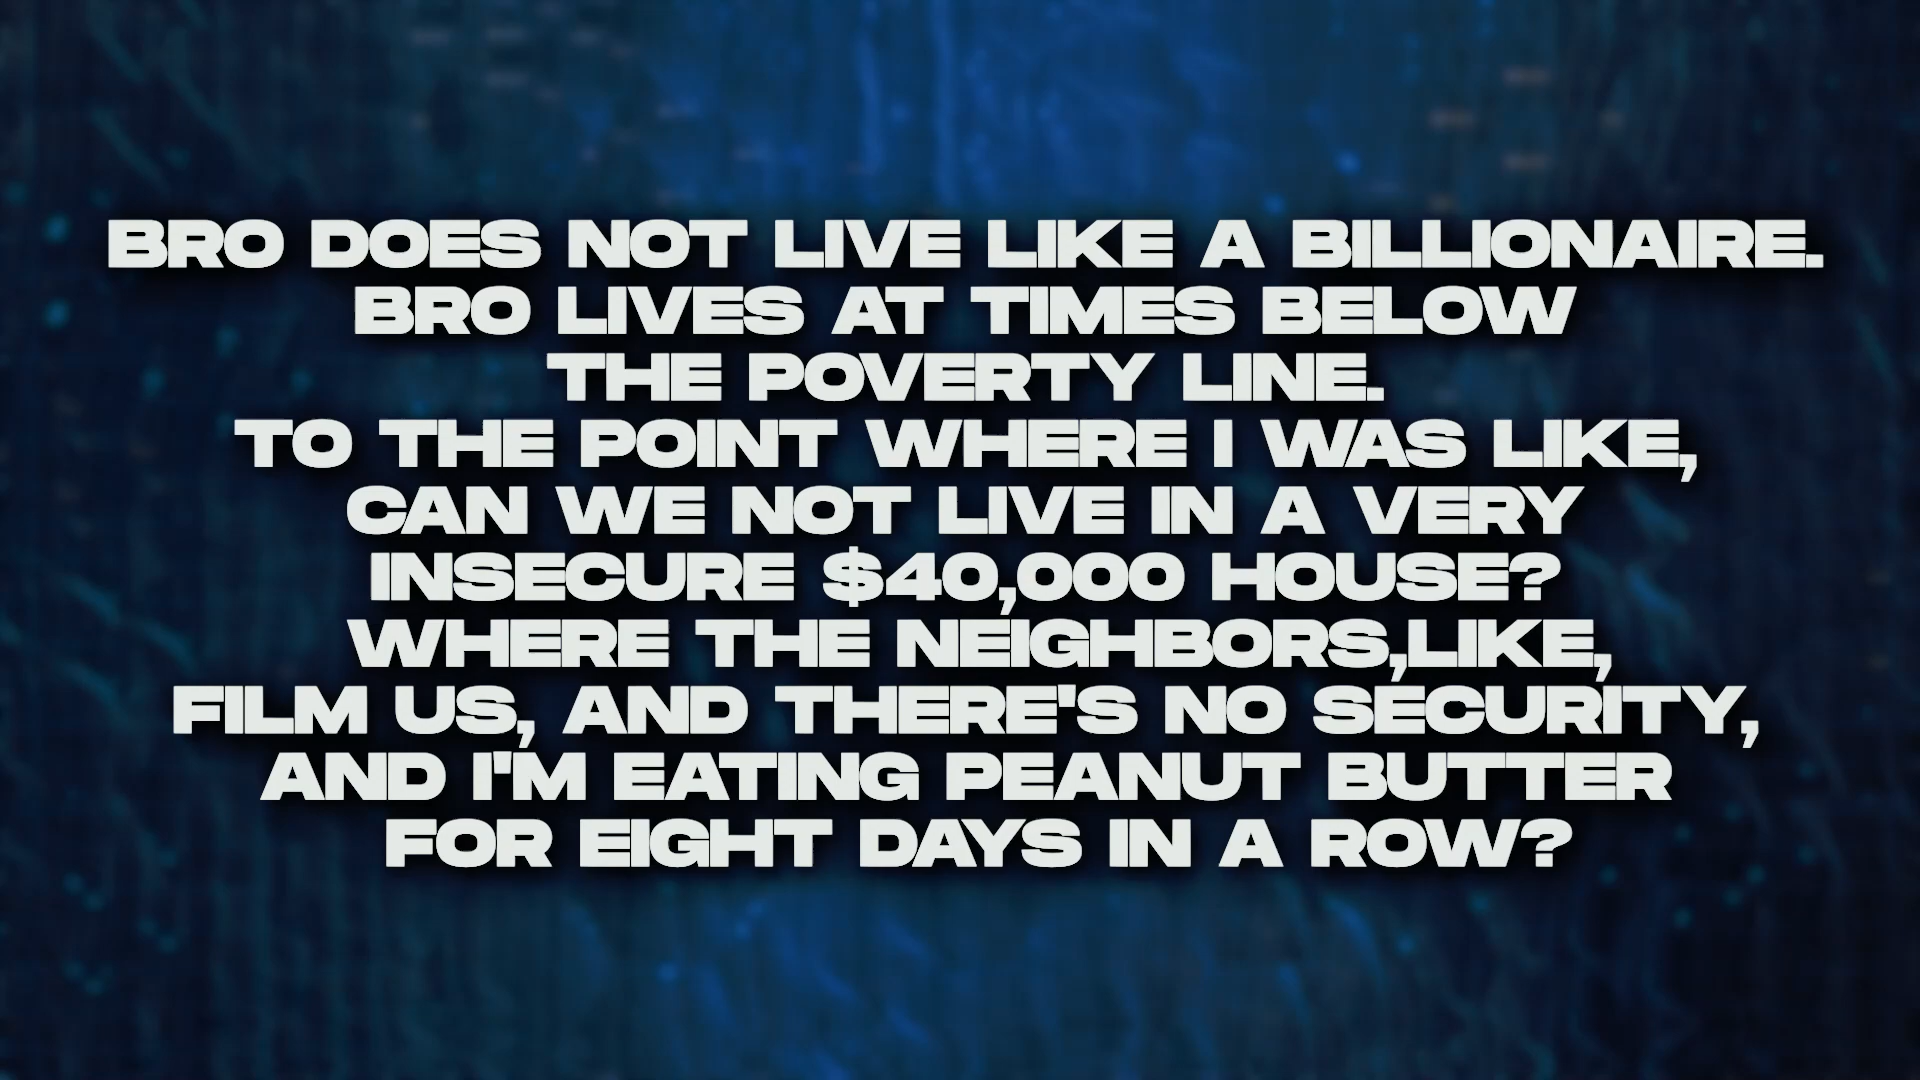 BRO DOES NOT LIVE LIKE A BILLIONAIRE.
BRO LIVES AT TIMES BELOW
THE POVERTY LINE.
TO THE POINT WHERE I WAS LIKE,
CAN WE NOT LIVE IN A VERY
INSECURE $40,000 HOUSE?
WHERE THE NEIGHBORS,LIKE,
FILM US, AND THERE'S NO SECURITY,
AND I'M EATING PEANUT BUTTER
FOR EIGHT DAYS IN A ROW?